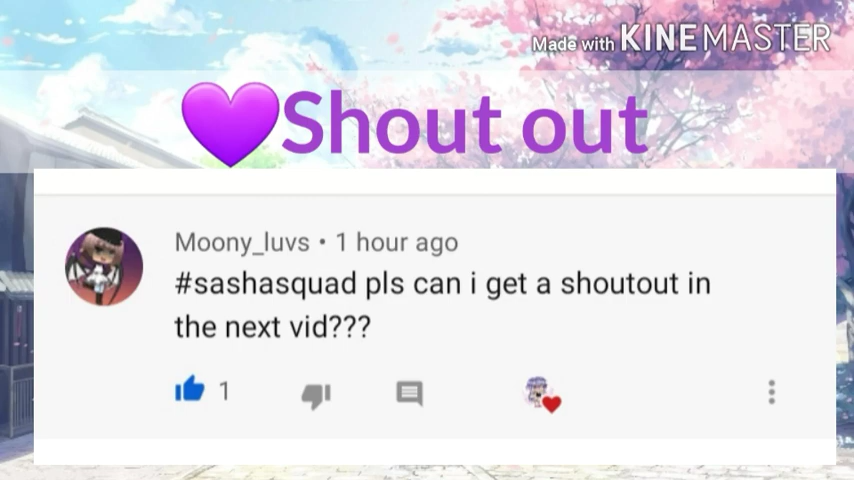 Made with KINEMASTER
💜Shout out
Moony_luvs • 1 hour ago
#sashasquad pls can i get a shoutout in
the next vid???
1